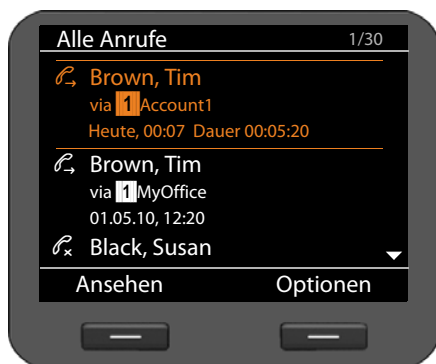 Alle Anrufe 1/30
Brown, Tim
via 1 Account1
Heute, 00:07 Dauer 00:05:20
Brown, Tim
via 1 MyOffice
01.05.10, 12:20
Black, Susan
Ansehen Optionen